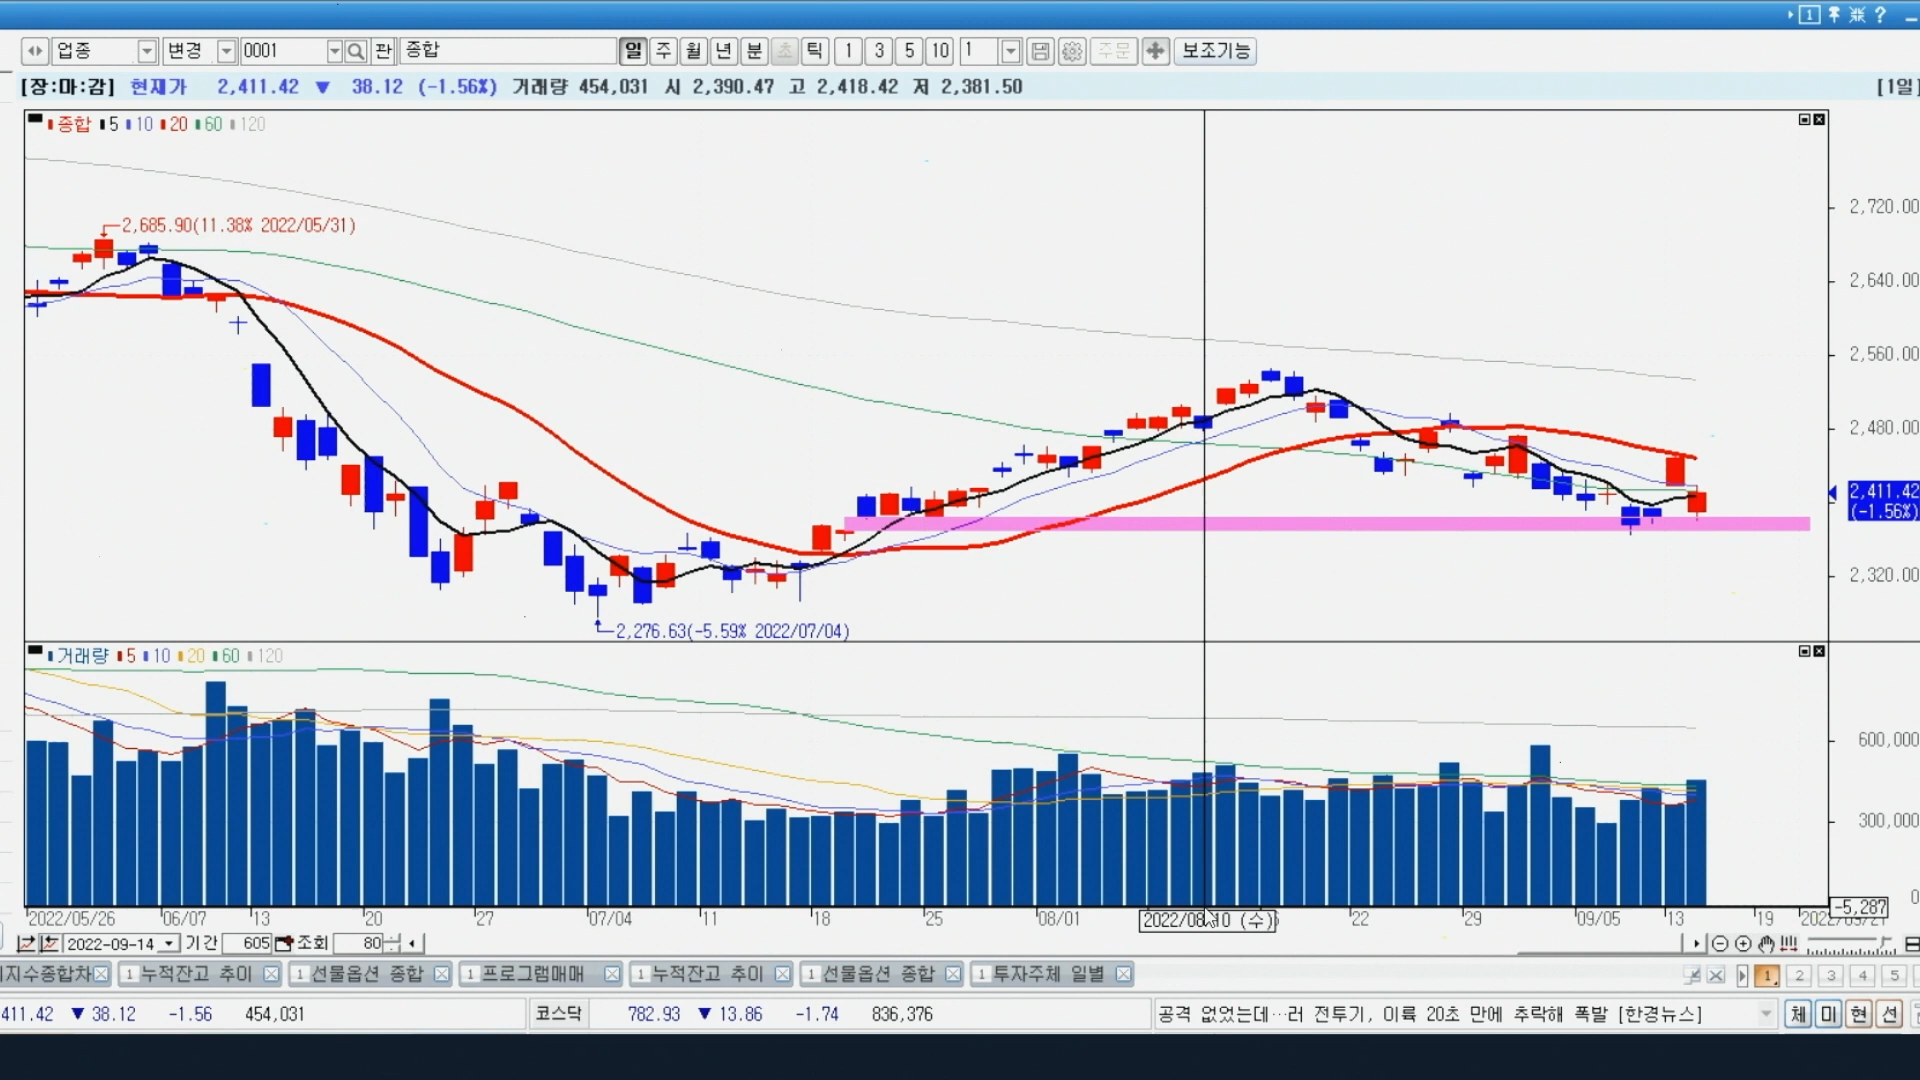 1 ?
업종 변경 0001 판 종합 일 주 월 년 분 초 틱 1 3 5 10 1 주문 보조기능
[장:마:감] 현재가 2,411.42 ▼ 38.12 (-1.56%) 거래량 454,031 시 2,390.47 고 2,418.42 저 2,381.50 [1일]
종합 5 10 20 60 120
2,685.90(11.38% 2022/05/31)
2,720.00
2,640.00
2,560.00
2,480.00
2,411.42
(-1.56%)
2,320.00
2,276.63(-5.59% 2022/07/04)
거래량 5 10 20 60 120
600,000
300,000
0
-5,287
2022/05/26 06/07 13 20 27 07/04 11 18 25 08/01 2022/08/10 (수) 22 29 09/05 13 19
2022-09-14 기간 605 조회 80
지수종합차 1 누적잔고 추이 1 선물옵션 종합 1 프로그램매매 1 누적잔고 추이 1 선물옵션 종합 1 투자주체 일별 1 2 3 4 5
411.42 ▼ 38.12 -1.56 454,031 코스닥 782.93 ▼ 13.86 -1.74 836,376 공격 없었는데…러 전투기, 이륙 20초 만에 추락해 폭발 [한경뉴스] 체 미 현 선